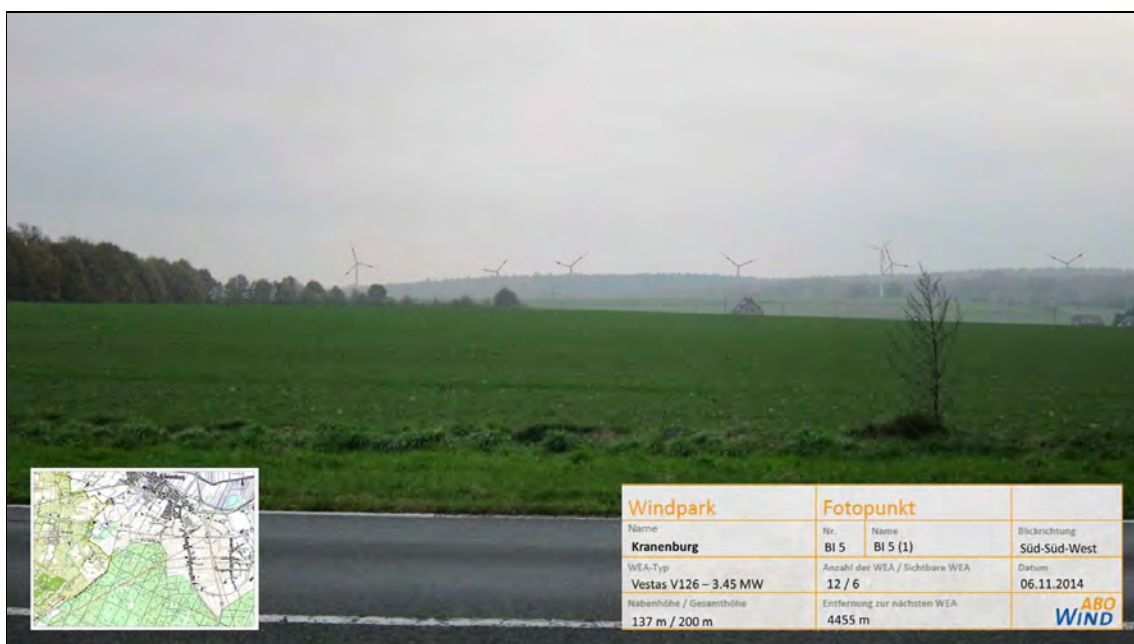 Windpark
Fotopunkt
Name
Kranenburg
Nr.
BI 5
Name
BI 5 (1)
Blickrichtung
Süd-Süd-West
WEA-Typ
Vestas V126 – 3.45 MW
Anzahl der WEA / Sichtbare WEA
12 / 6
Datum
06.11.2014
Nabenhöhe / Gesamthöhe
137 m / 200 m
Entfernung zur nächsten WEA
4455 m
ABO
WIND